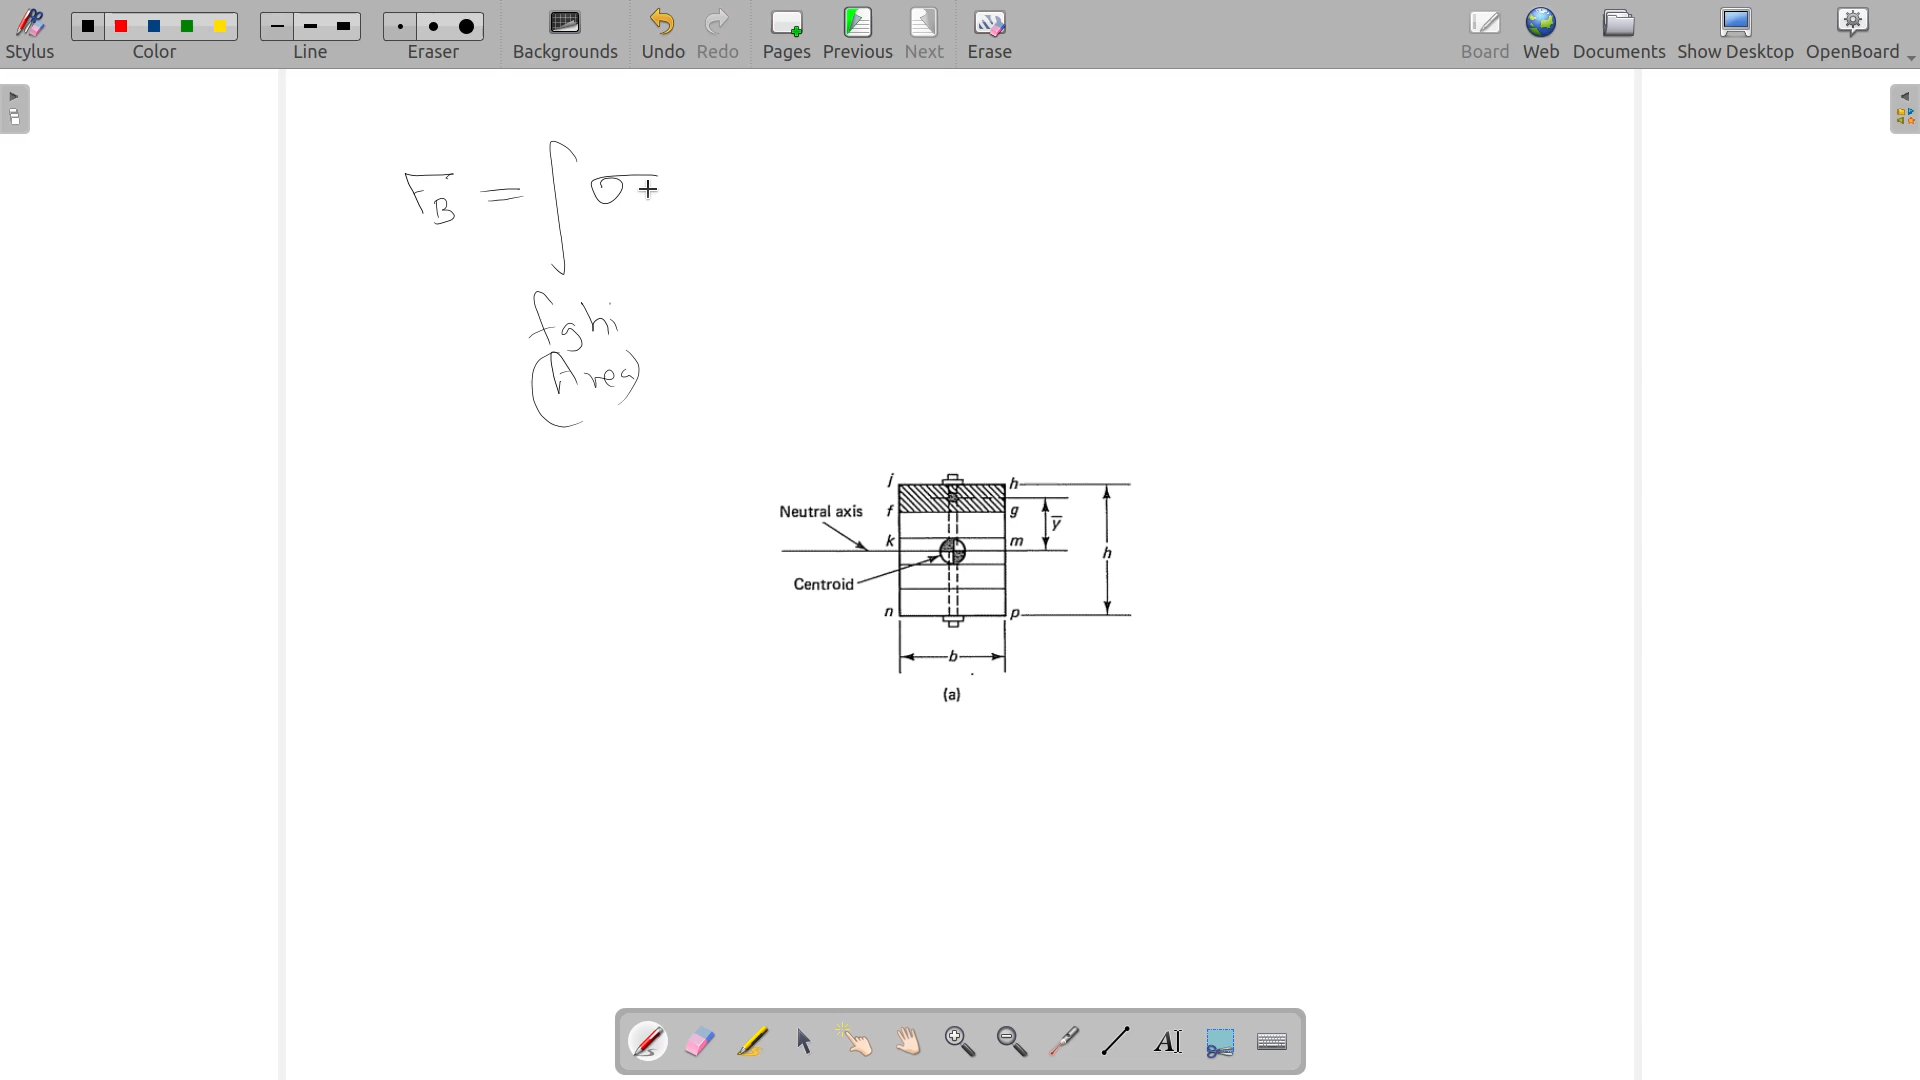 Stylus Color Line Eraser Backgrounds Undo Redo Pages Previous Next Erase Board Web Documents Show Desktop OpenBoard
F_B = ∫ σ
fghi
(Area)
j h
Neutral axis f g ȳ
k m h
Centroid
n p
b
(a)
AI